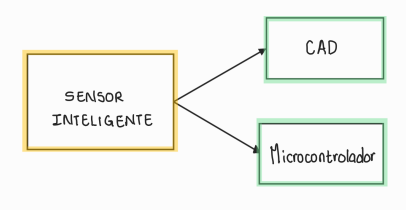 SENSOR
INTELIGENTE
CAD
Microcontrolador